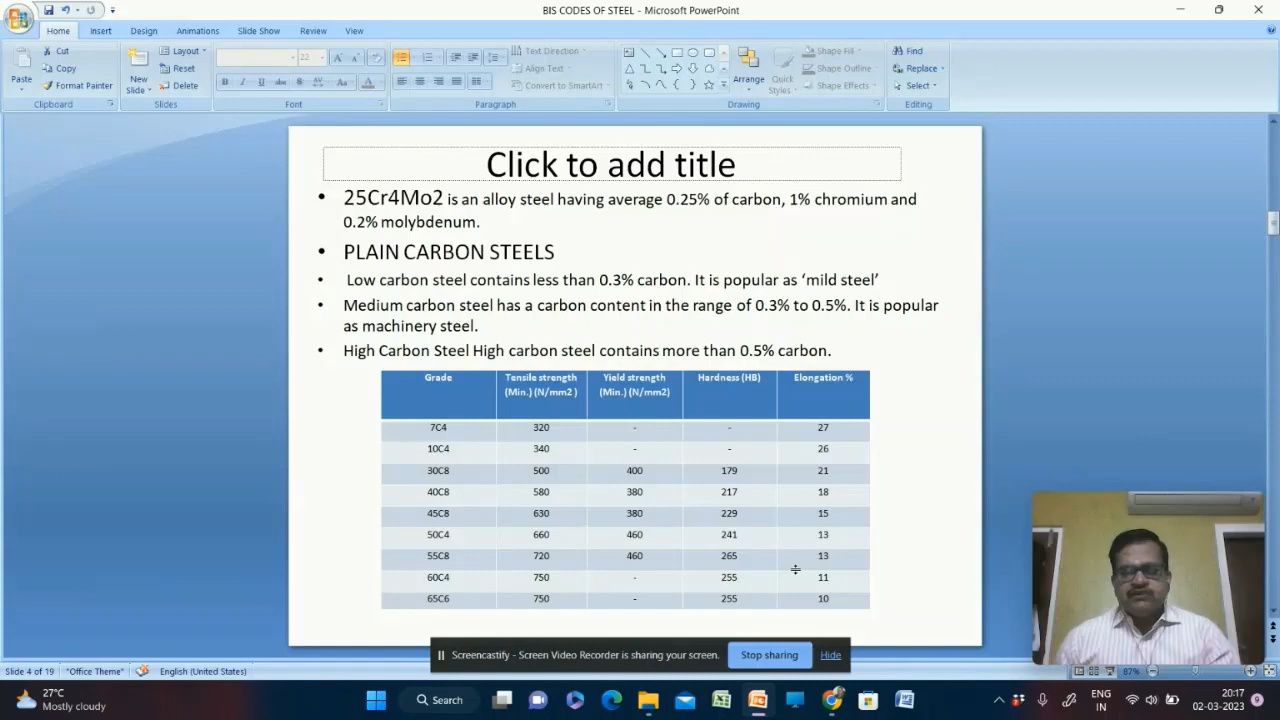 BIS CODES OF STEEL - Microsoft PowerPoint
Home Insert Design Animations Slide Show Review View
Cut
Copy
Format Painter
Paste
Clipboard
New
Slide
Layout
Reset
Delete
Slides
22
Font
Text Direction
Align Text
Convert to SmartArt
Paragraph
Arrange
Quick
Styles
Shape Fill
Shape Outline
Shape Effects
Drawing
Find
Replace
Select
Editing
Click to add title
• 25Cr4Mo2 is an alloy steel having average 0.25% of carbon, 1% chromium and
0.2% molybdenum.
• PLAIN CARBON STEELS
• Low carbon steel contains less than 0.3% carbon. It is popular as ‘mild steel’
• Medium carbon steel has a carbon content in the range of 0.3% to 0.5%. It is popular
as machinery steel.
• High Carbon Steel High carbon steel contains more than 0.5% carbon.
Grade Tensile strength Yield strength Hardness (HB) Elongation %
(Min.) (N/mm2 ) (Min.) (N/mm2)
7C4 320 - - 27
10C4 340 - - 26
30C8 500 400 179 21
40C8 580 380 217 18
45C8 630 380 229 15
50C4 660 460 241 13
55C8 720 460 265 13
60C4 750 - 255 11
65C6 750 - 255 10
Screencastify - Screen Video Recorder is sharing your screen. Stop sharing Hide
Slide 4 of 19 "Office Theme" English (United States) 87%
27°C
Mostly cloudy
Search
ENG
IN
20:17
02-03-2023